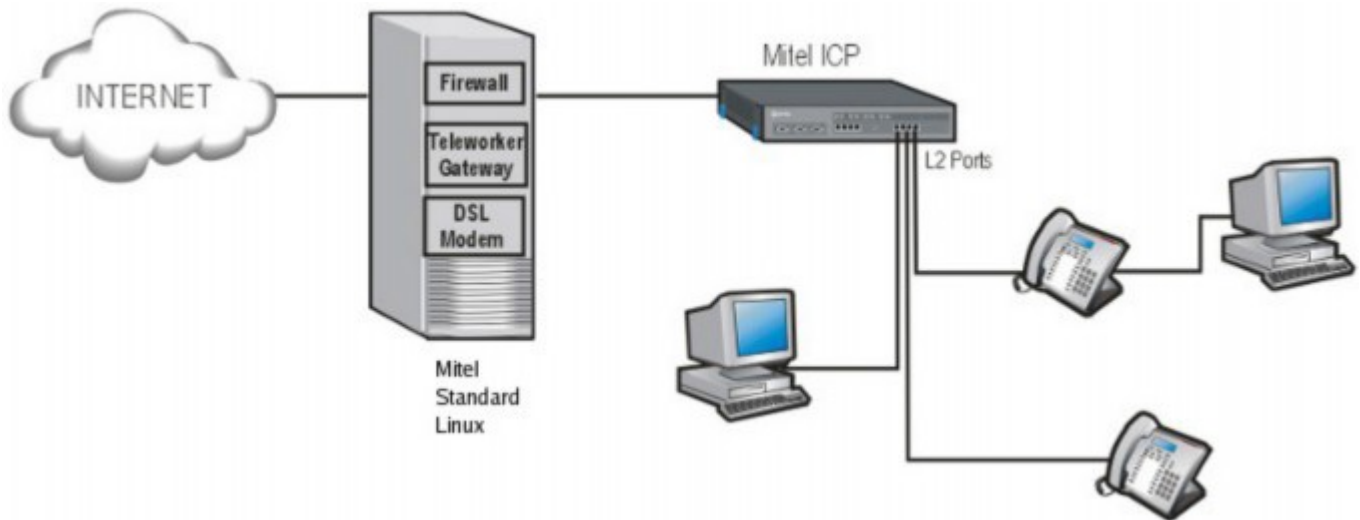 INTERNET
Firewall
Teleworker
Gateway
DSL
Modem
Mitel
Standard
Linux
Mitel ICP
L2 Ports